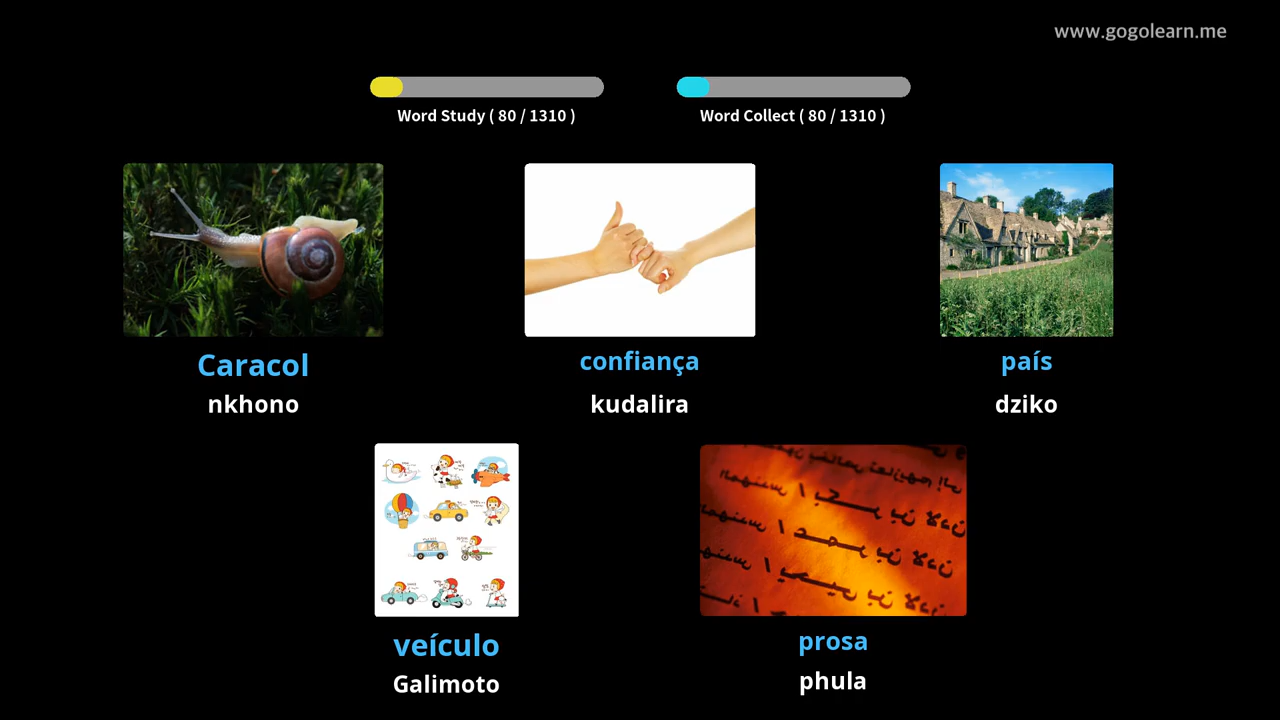 www.gogolearn.me
Word Study ( 80 / 1310 )
Word Collect ( 80 / 1310 )
Caracol
nkhono
confiança
kudalira
país
dziko
veículo
Galimoto
prosa
phula